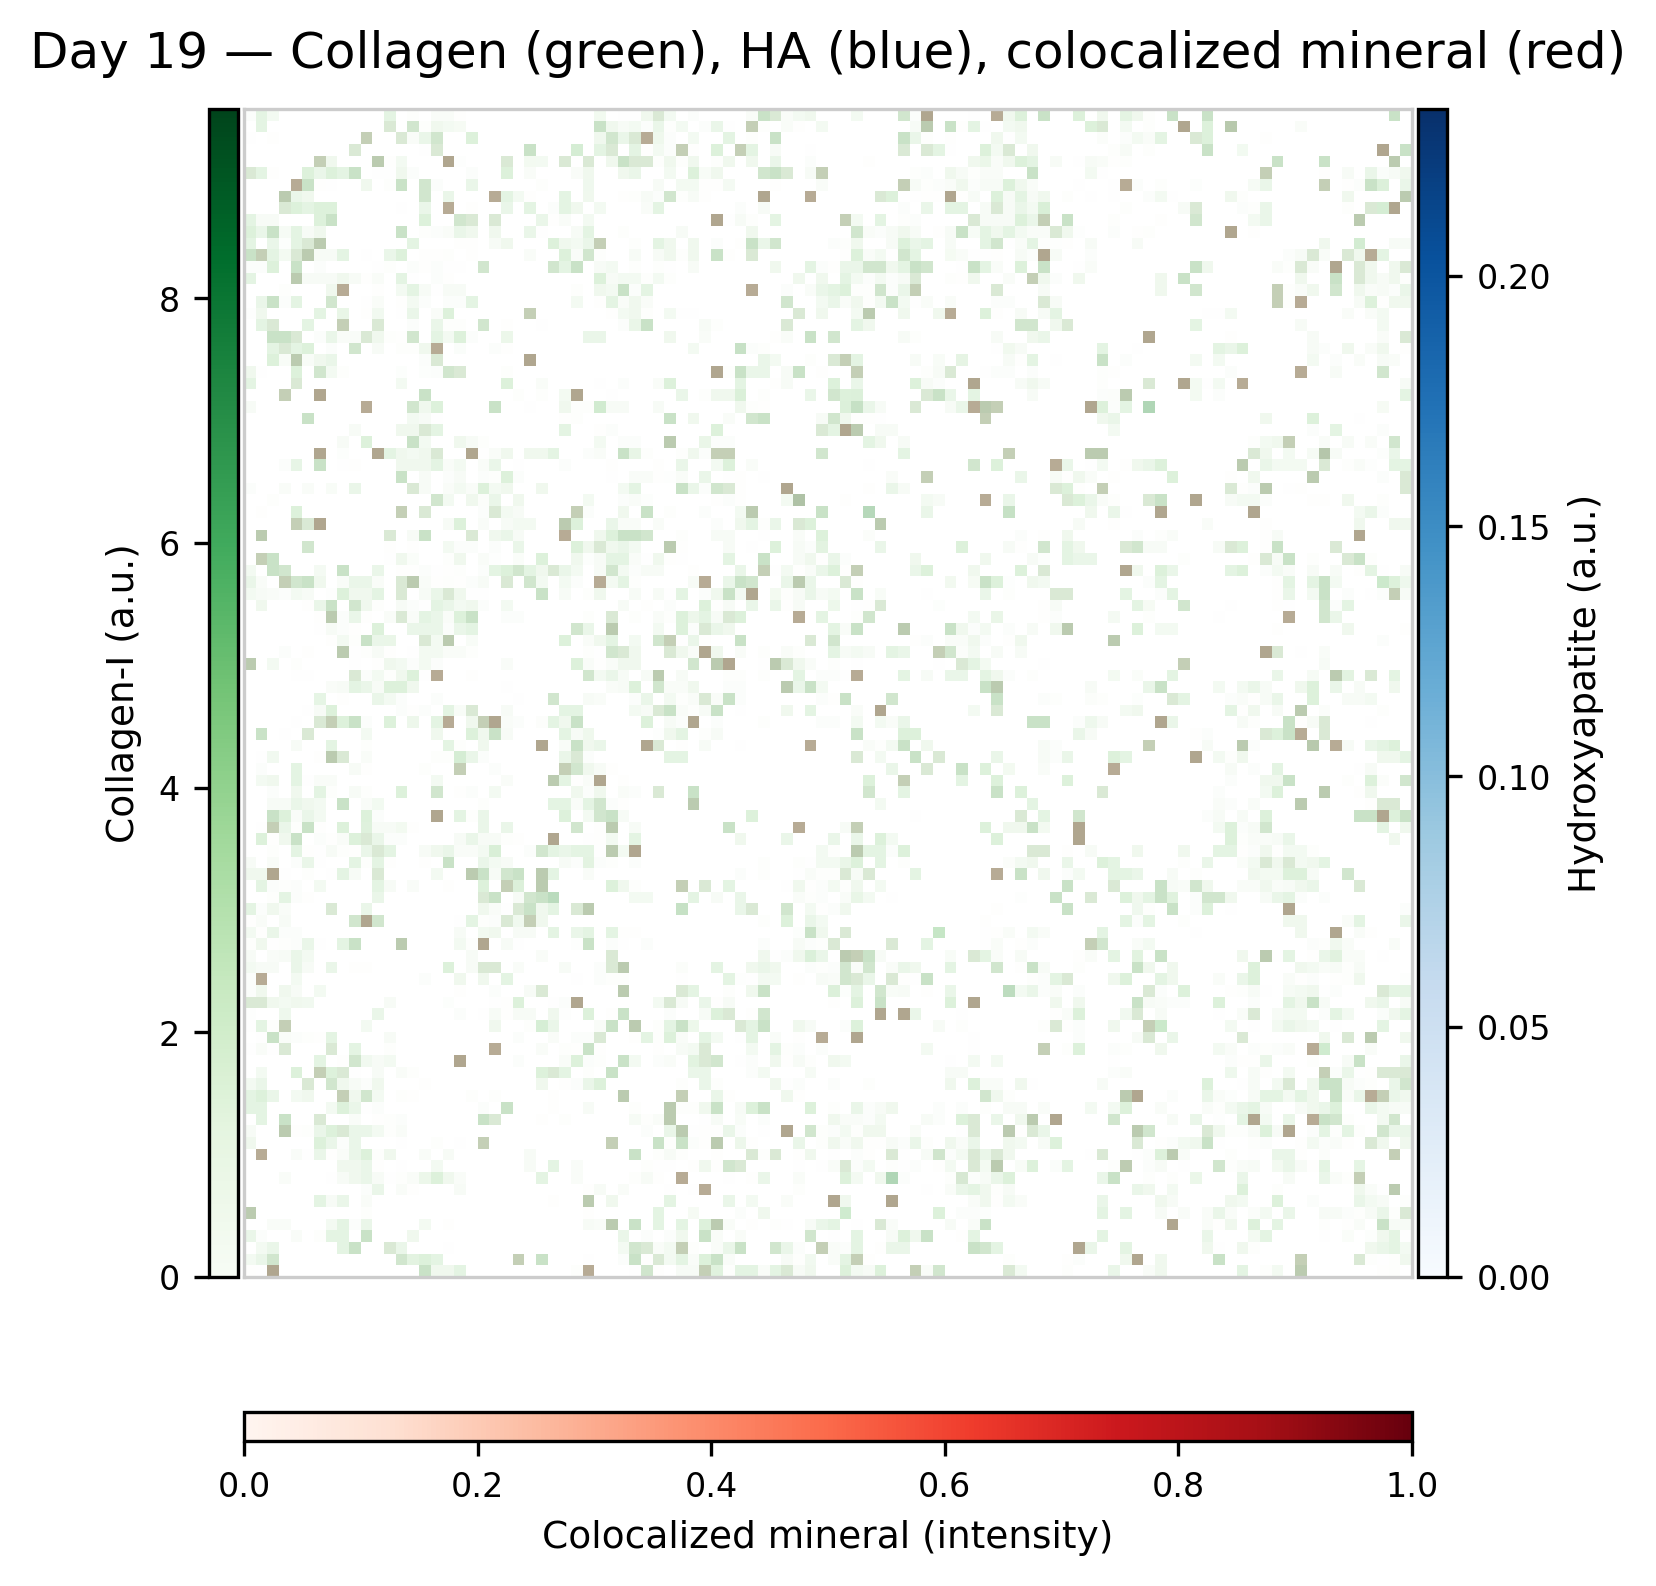 Day 19 — Collagen (green), HA (blue), colocalized mineral (red)
Collagen-I (a.u.)
8
6
4
2
0
0.20
0.15
0.10
0.05
0.00
Hydroxyapatite (a.u.)
0.0 0.2 0.4 0.6 0.8 1.0
Colocalized mineral (intensity)